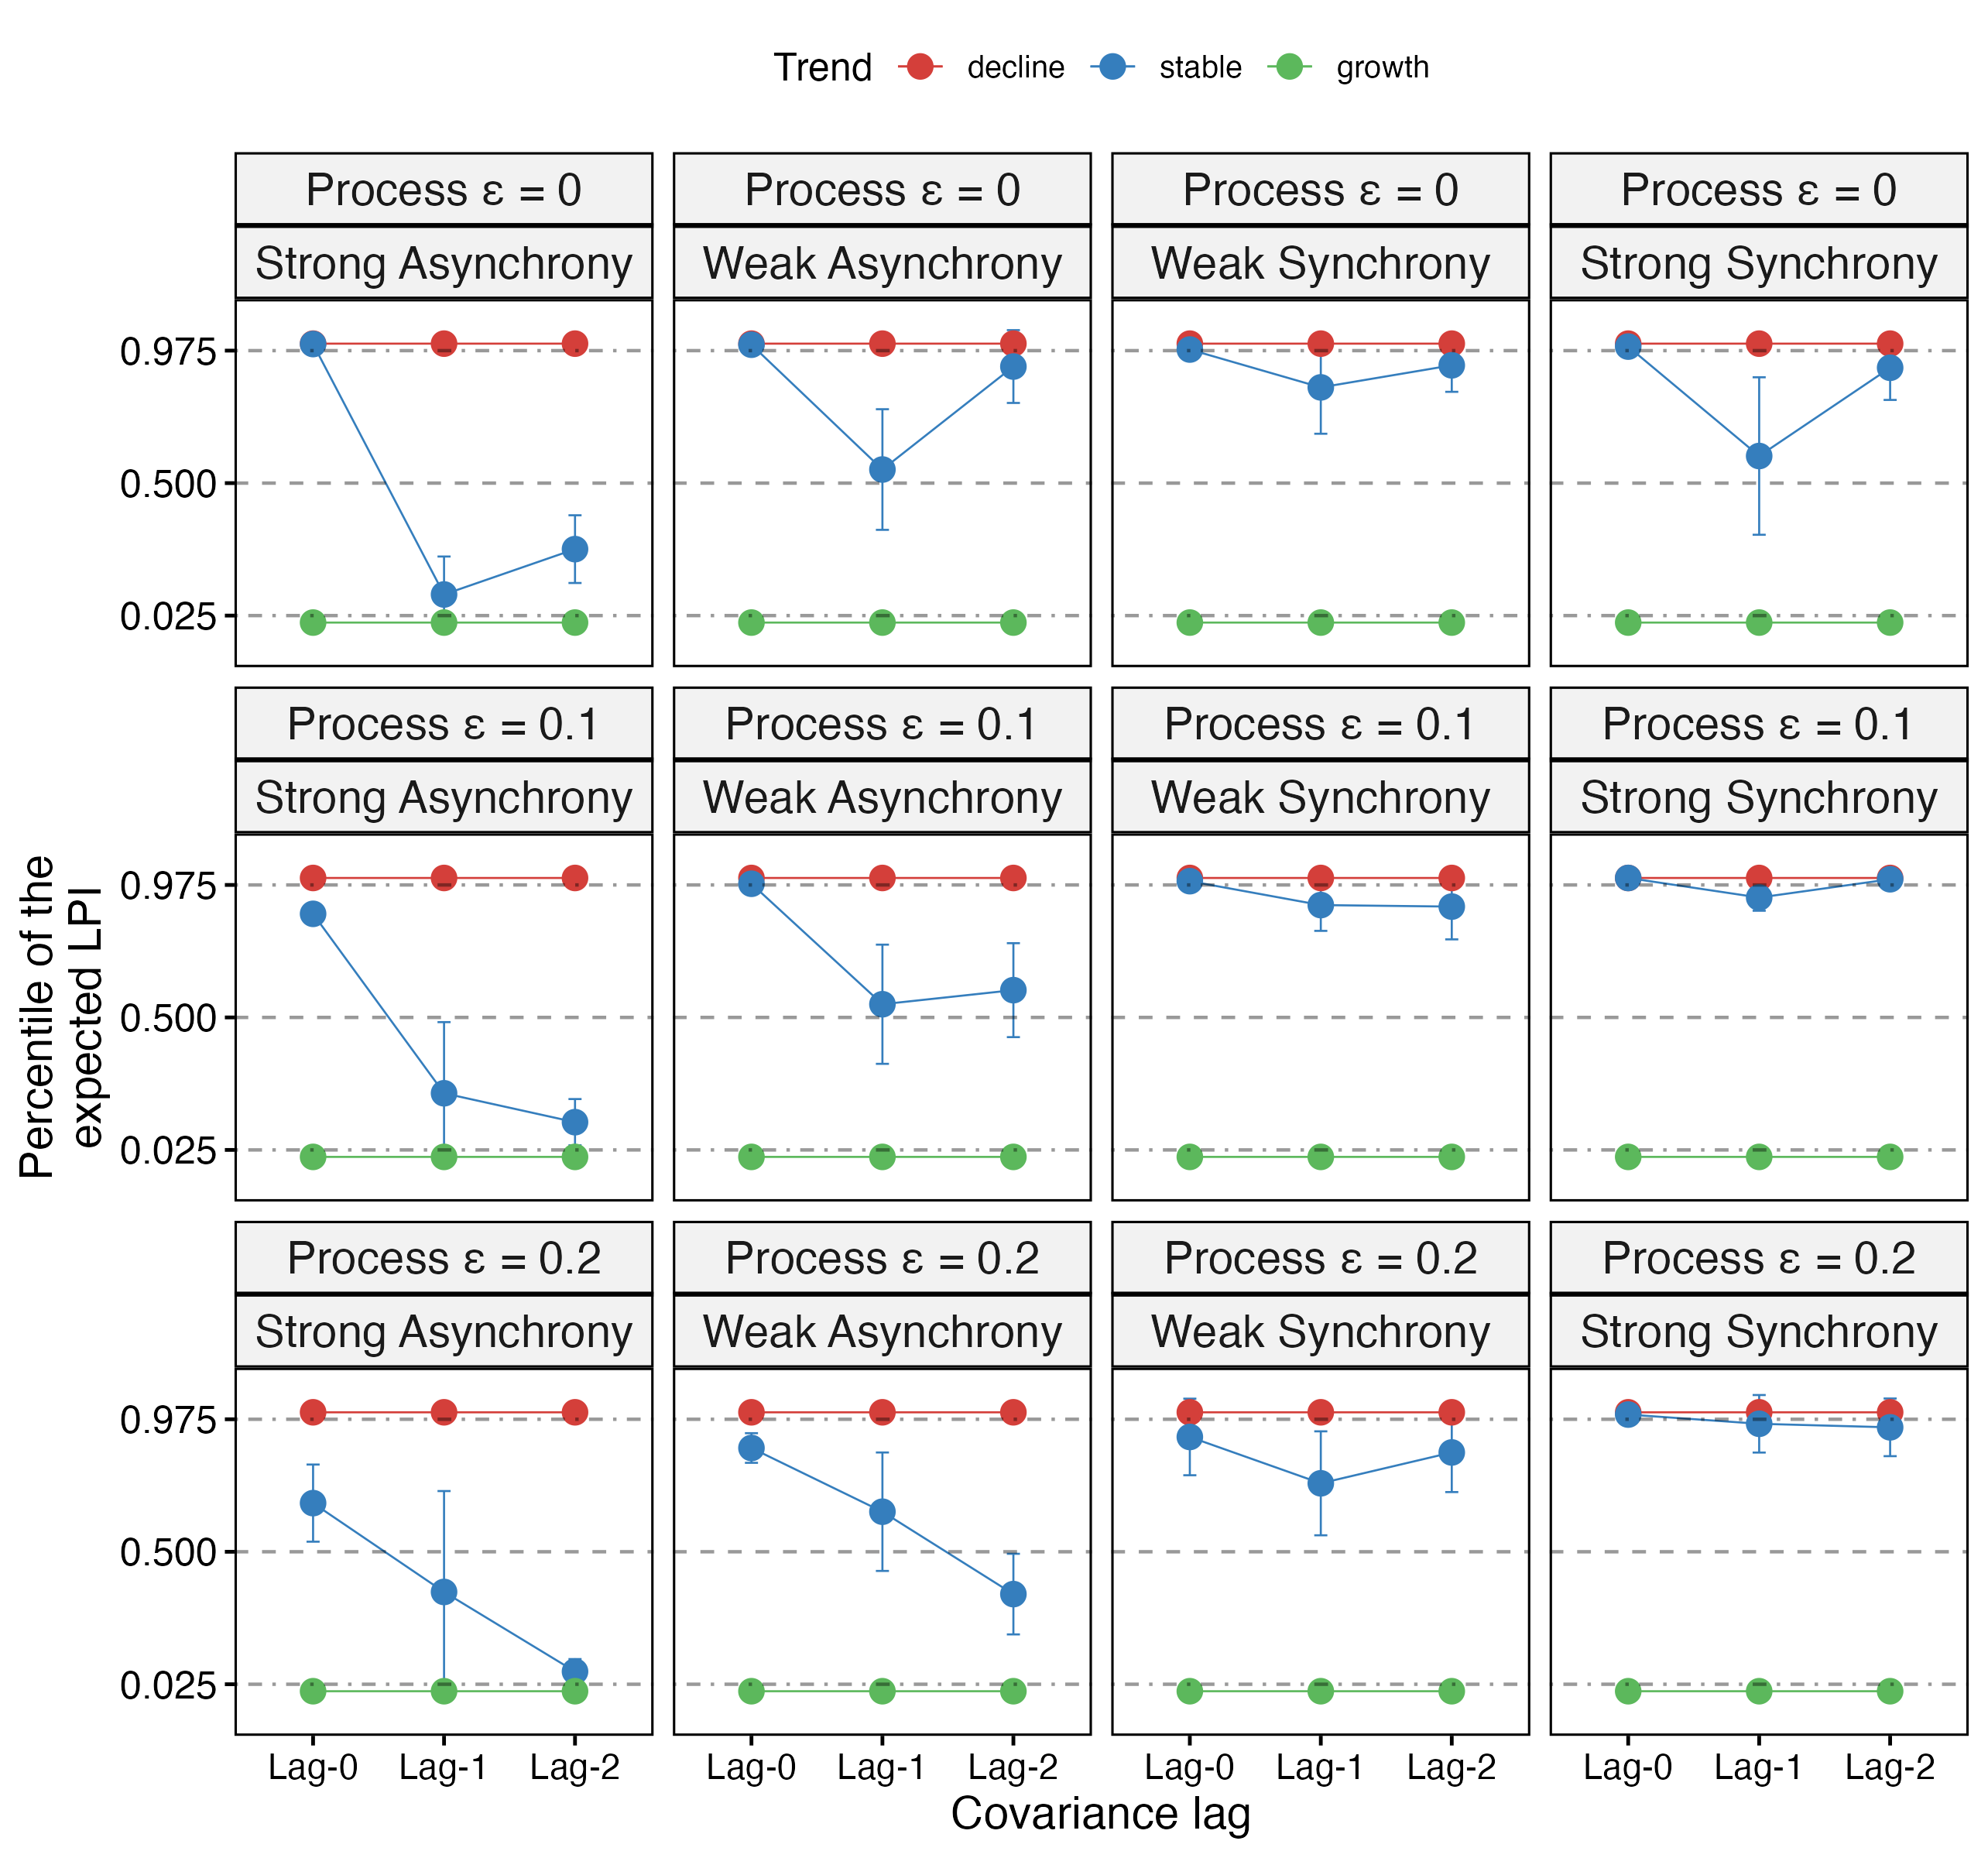 Trend decline stable growth
Process ε = 0 Process ε = 0 Process ε = 0 Process ε = 0
Strong Asynchrony Weak Asynchrony Weak Synchrony Strong Synchrony
0.975
0.500
0.025
Process ε = 0.1 Process ε = 0.1 Process ε = 0.1 Process ε = 0.1
Strong Asynchrony Weak Asynchrony Weak Synchrony Strong Synchrony
0.975
0.500
0.025
Percentile of the
expected LPI
Process ε = 0.2 Process ε = 0.2 Process ε = 0.2 Process ε = 0.2
Strong Asynchrony Weak Asynchrony Weak Synchrony Strong Synchrony
0.975
0.500
0.025
Lag-0 Lag-1 Lag-2 Lag-0 Lag-1 Lag-2 Lag-0 Lag-1 Lag-2 Lag-0 Lag-1 Lag-2
Covariance lag